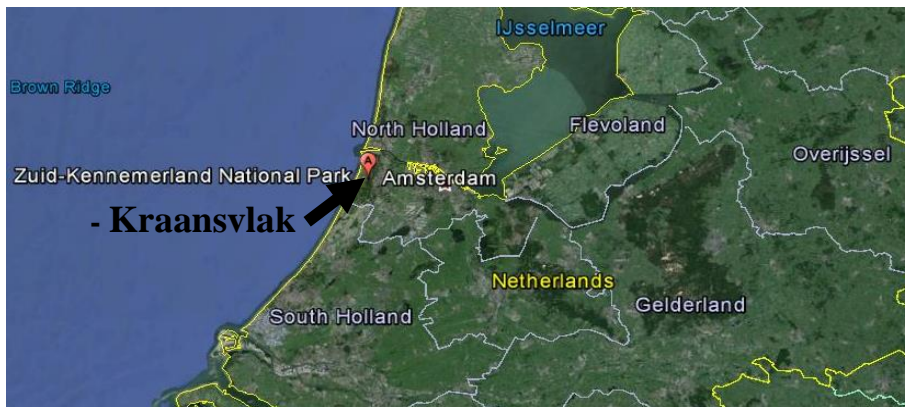 IJsselmeer
Brown Ridge
North Holland
Flevoland
Overijssel
A
Zuid-Kennemerland National Park
Amsterdam
- Kraansvlak
Netherlands
Gelderland
South Holland